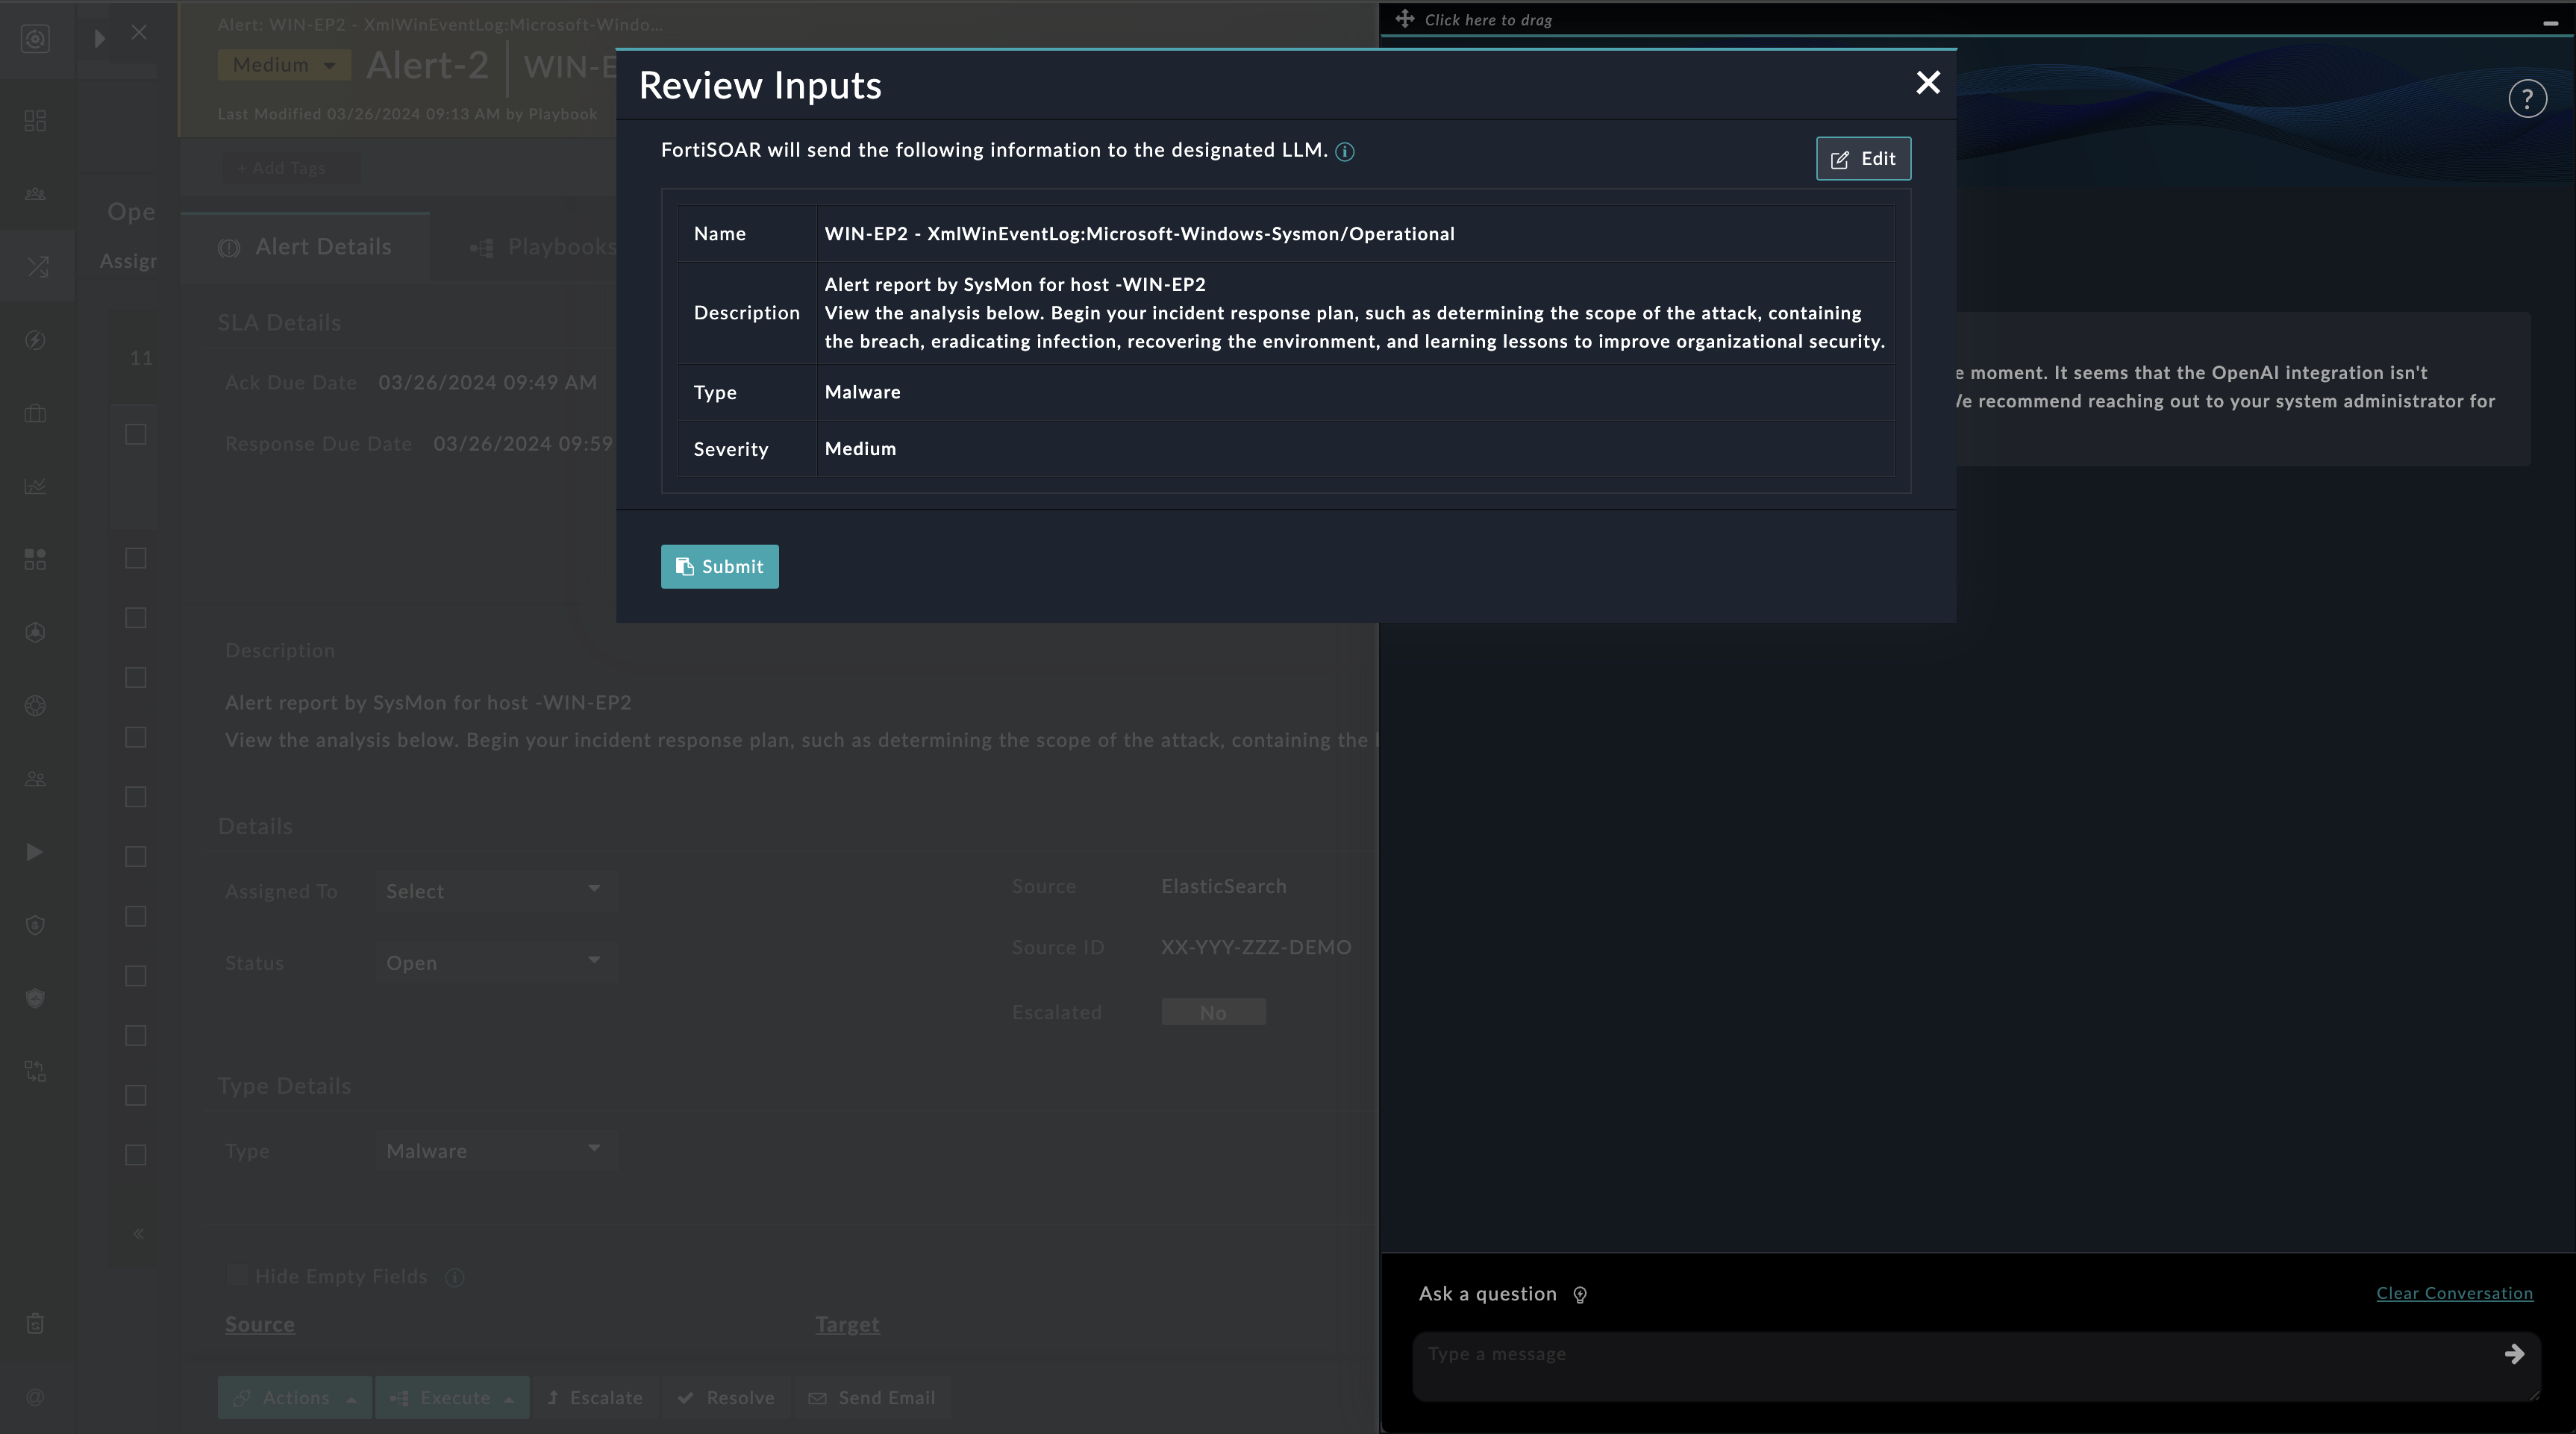 Alert: WIN-EP2 - XmlWinEventLog:Microsoft-Windo...
Medium
Alert-2
WIN-E
Last Modified 03/26/2024 09:13 AM by Playbook
+ Add Tags
Ope
Assigr
11
Alert Details
Playbooks
SLA Details
Ack Due Date 03/26/2024 09:49 AM
Response Due Date 03/26/2024 09:59
Review Inputs
FortiSOAR will send the following information to the designated LLM.
Edit
Name WIN-EP2 - XmlWinEventLog:Microsoft-Windows-Sysmon/Operational
Description
Alert report by SysMon for host -WIN-EP2
View the analysis below. Begin your incident response plan, such as determining the scope of the attack, containing
the breach, eradicating infection, recovering the environment, and learning lessons to improve organizational security.
Type Malware
Severity Medium
Submit
Description
Alert report by SysMon for host -WIN-EP2
View the analysis below. Begin your incident response plan, such as determining the scope of the attack, containing the
Details
Assigned To Select
Source ElasticSearch
Status Open
Source ID XX-YYY-ZZZ-DEMO
Escalated No
Type Details
Type Malware
Hide Empty Fields
Source Target
Actions Execute Escalate Resolve Send Email
Click here to drag
?
e moment. It seems that the OpenAI integration isn't
We recommend reaching out to your system administrator for
Ask a question
Clear Conversation
Type a message